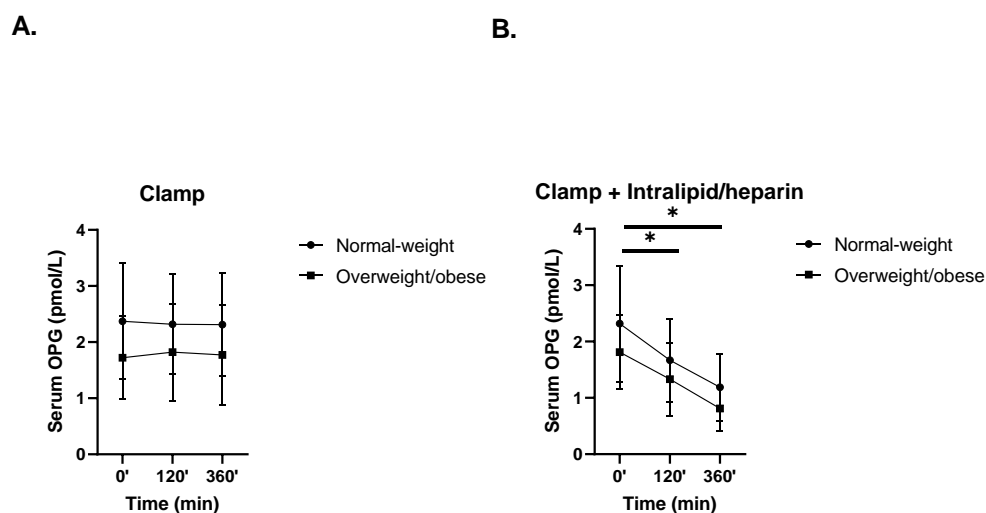 A.
B.
Clamp
Serum OPG (pmol/L)
4
3
2
1
0
0' 120' 360'
Time (min)
Normal-weight
Overweight/obese
Clamp + Intralipid/heparin
*
*
Serum OPG (pmol/L)
4
3
2
1
0
0' 120' 360'
Time (min)
Normal-weight
Overweight/obese